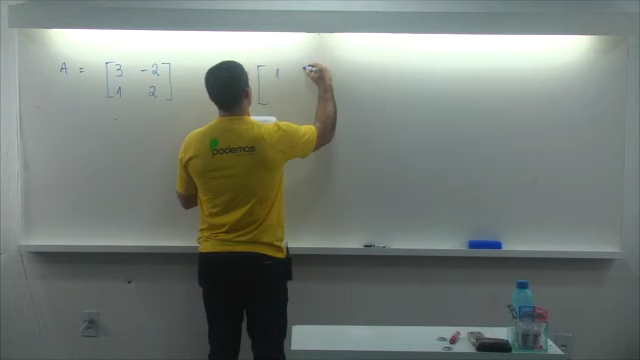 A = [ 3 -2 [ 1
1 2 ]
podemos